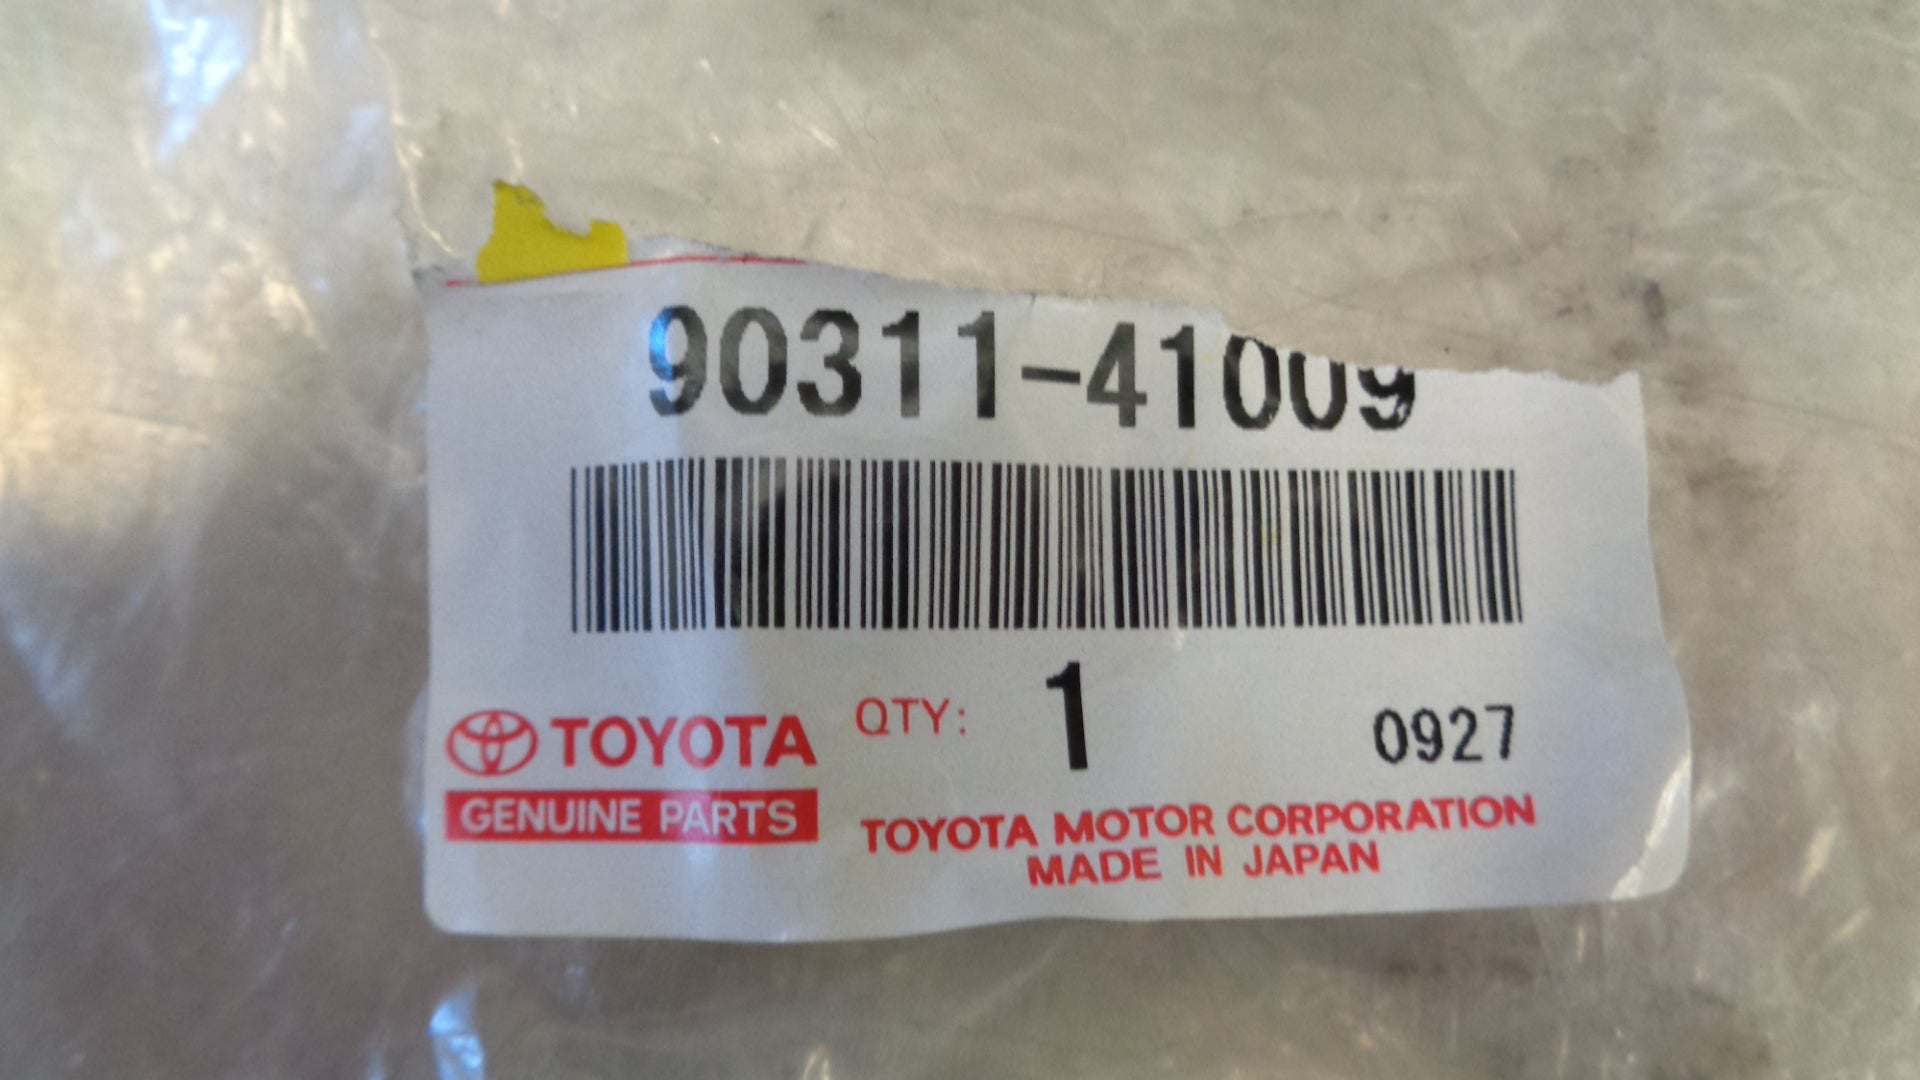 90311-41009
TOYOTA
GENUINE PARTS
QTY: 1
0927
TOYOTA MOTOR CORPORATION
MADE IN JAPAN